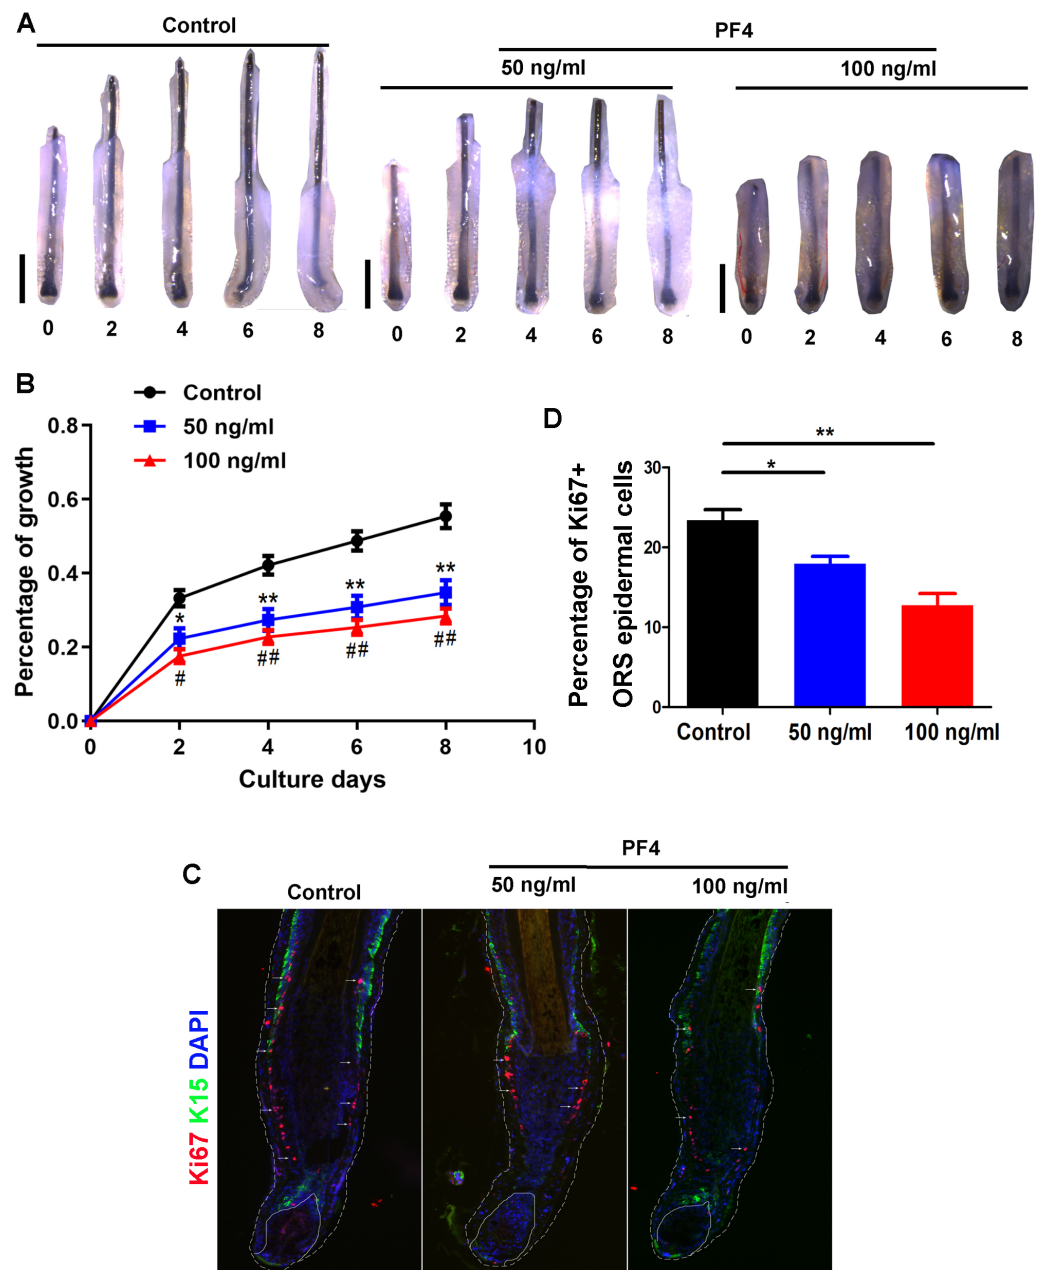 A
Control
PF4
50 ng/ml
100 ng/ml
0 2 4 6 8
0 2 4 6 8
0 2 4 6 8
B
Control
50 ng/ml
100 ng/ml
Percentage of growth
0.8
0.6
0.4
0.2
0.0
* ** ** **
# ## ## ##
0 2 4 6 8 10
Culture days
D
**
*
Percentage of Ki67+
ORS epidermal cells
30
20
10
0
Control 50 ng/ml 100 ng/ml
C
PF4
Control
50 ng/ml
100 ng/ml
Ki67 K15 DAPI